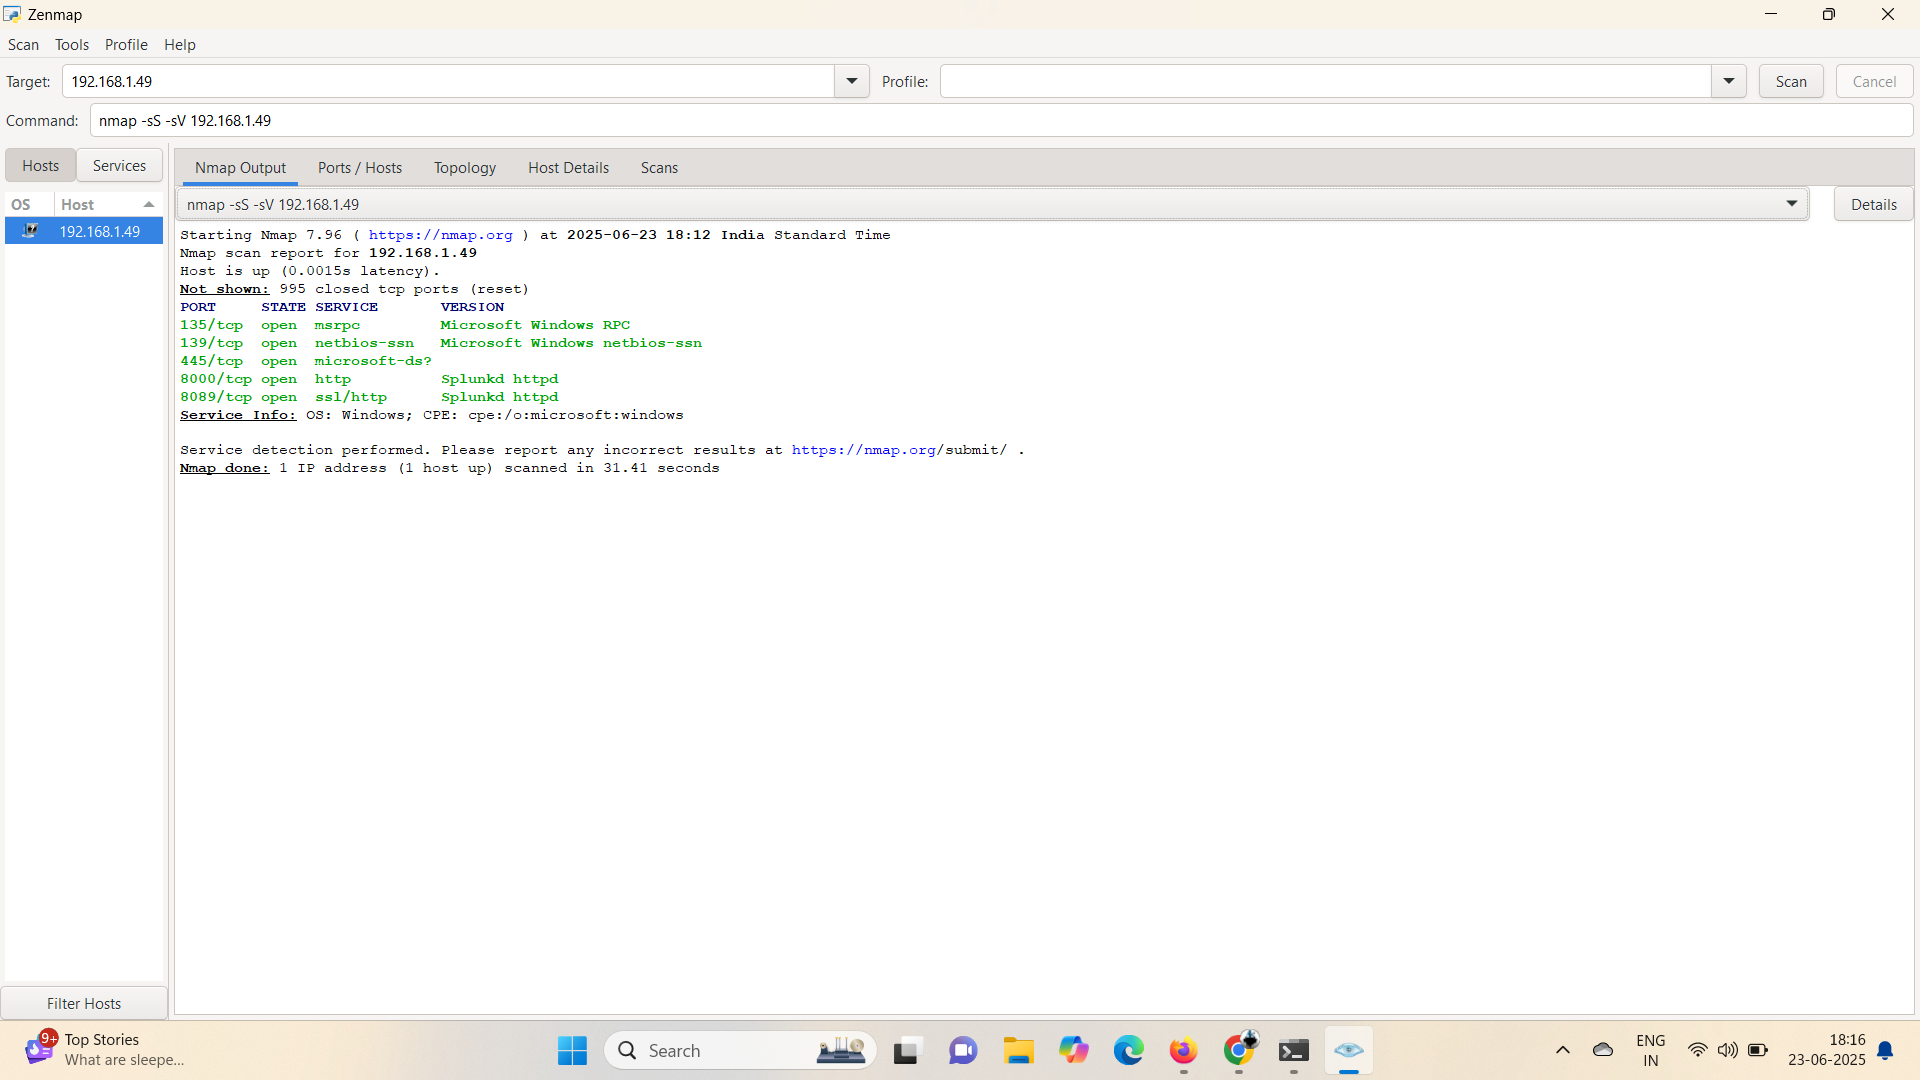 Zenmap
Scan Tools Profile Help
Target: 192.168.1.49 Profile: Scan Cancel
Command: nmap -sS -sV 192.168.1.49
Hosts Services
Nmap Output Ports / Hosts Topology Host Details Scans
OS Host
nmap -sS -sV 192.168.1.49 Details
192.168.1.49
Starting Nmap 7.96 ( https://nmap.org ) at 2025-06-23 18:12 India Standard Time
Nmap scan report for 192.168.1.49
Host is up (0.0015s latency).
Not shown: 995 closed tcp ports (reset)
PORT STATE SERVICE VERSION
135/tcp open msrpc Microsoft Windows RPC
139/tcp open netbios-ssn Microsoft Windows netbios-ssn
445/tcp open microsoft-ds?
8000/tcp open http Splunkd httpd
8089/tcp open ssl/http Splunkd httpd
Service Info: OS: Windows; CPE: cpe:/o:microsoft:windows
Service detection performed. Please report any incorrect results at https://nmap.org/submit/ .
Nmap done: 1 IP address (1 host up) scanned in 31.41 seconds
Filter Hosts
9+ Top Stories
What are sleepe...
Search
ENG
IN
18:16
23-06-2025